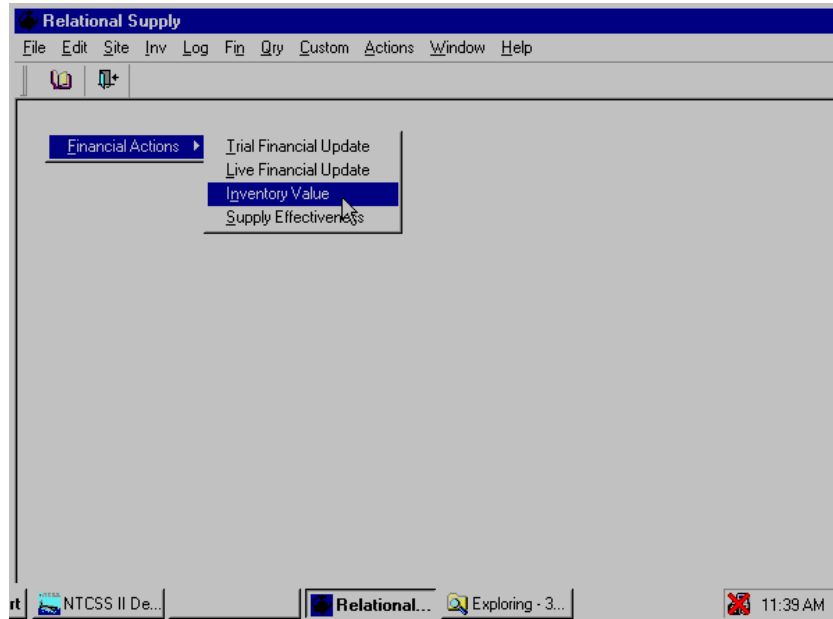 Relational Supply
File Edit Site Inv Log Fin Qry Custom Actions Window Help
Financial Actions
Trial Financial Update
Live Financial Update
Inventory Value
Supply Effectiveness
rt NTCSS II De... Relational... Exploring - 3... 11:39 AM